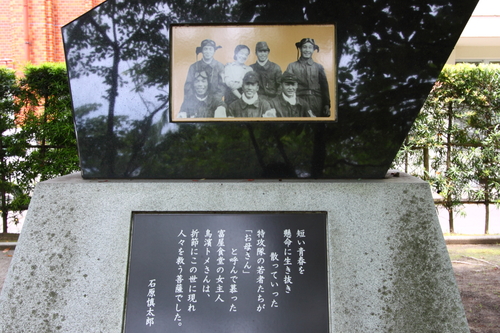 短い青春を
懸命に生き抜き
散っていった
特攻隊の若者たちが
「お母さん」
と呼んで慕った
富屋食堂の女主人
鳥濱トメさんは、
折節にこの世に現れ
人々を救う菩薩でした。
石原慎太郎